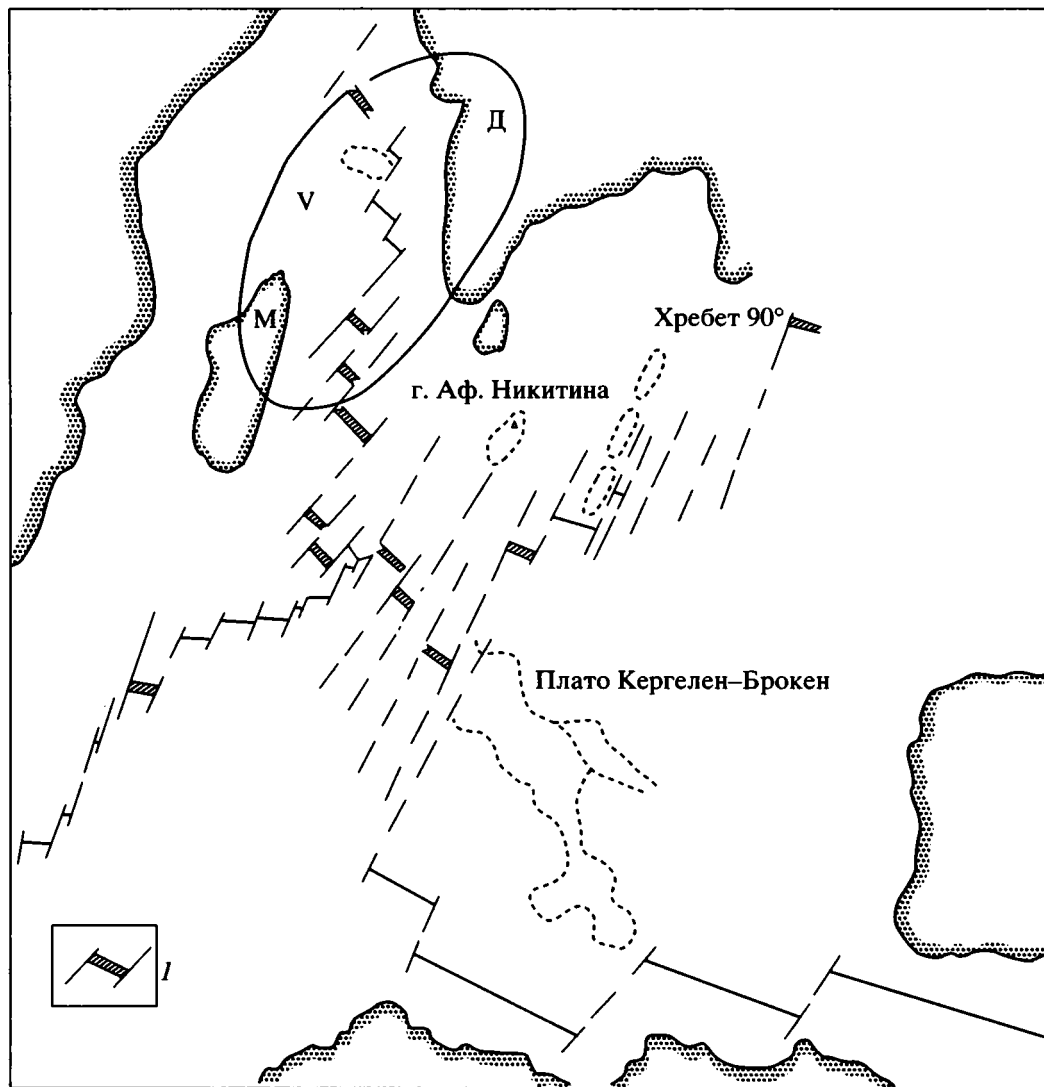 Д
V
М
Хребет 90°
г. Аф. Никитина
Плато Кергелен–Брокен
1